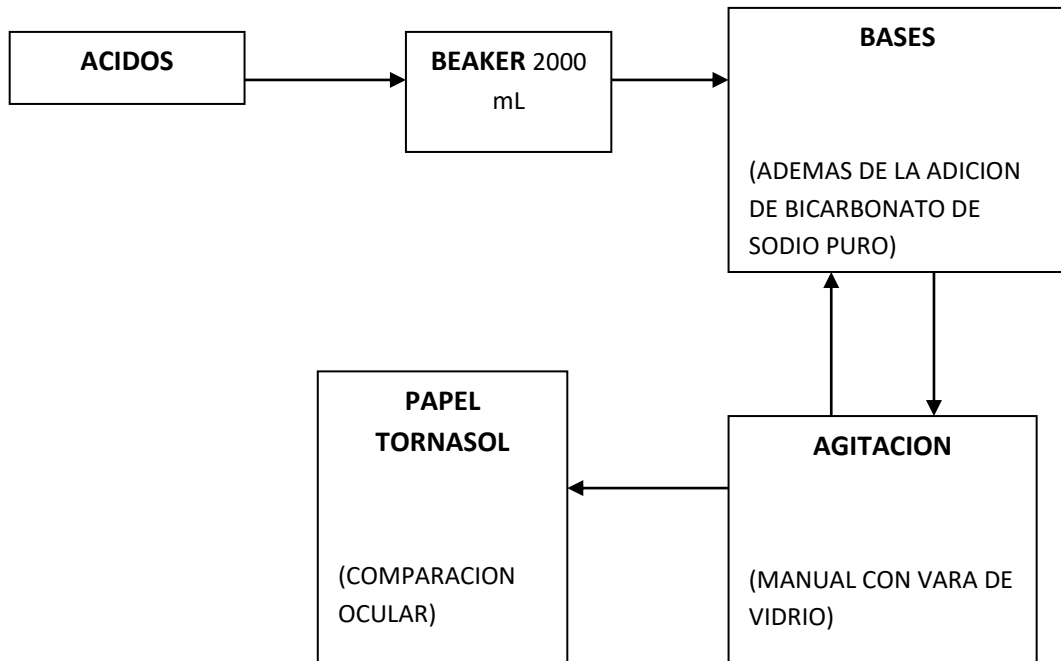 ACIDOS
BEAKER 2000
mL
BASES
(ADEMAS DE LA ADICION
DE BICARBONATO DE
SODIO PURO)
PAPEL
TORNASOL
(COMPARACION
OCULAR)
AGITACION
(MANUAL CON VARA DE
VIDRIO)